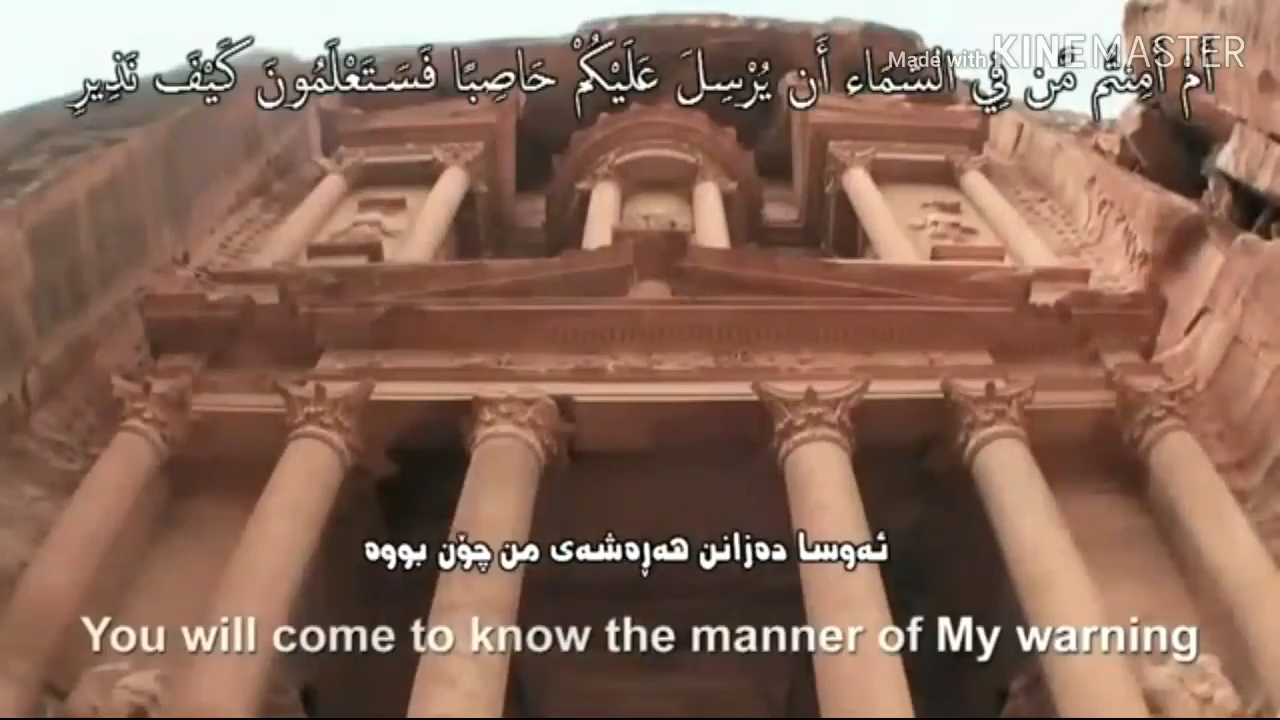 أَمْ أَمِنتُم مَّن فِي السَّمَاء أَن يُرْسِلَ عَلَيْكُمْ حَاصِبًا فَسَتَعْلَمُونَ كَيْفَ نَذِيرِ
Made with KINEMASTER
ئەوسا دەزانن هەڕەشەی من چۆن بووە
You will come to know the manner of My warning